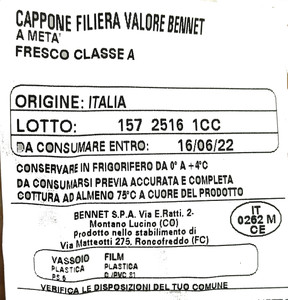 CAPPONE FILIERA VALORE BENNET
A META'
FRESCO CLASSE A
ORIGINE: ITALIA
LOTTO: 157 2516 1CC
DA CONSUMARE ENTRO: 16/06/22
CONSERVARE IN FRIGORIFERO DA 0° A +4°C
DA CONSUMARSI PREVIA ACCURATA E COMPLETA
COTTURA AD ALMENO 75°C A CUORE DEL PRODOTTO
BENNET S.P.A. Via E.Ratti, 2-
Montano Lucino (CO)
Prodotto nello stabilimento di
Via Matteotti 275, Roncofreddo (FC)
IT
0262 M
CE
VASSOIO FILM
PLASTICA PLASTICA
PS 6
VERIFICA LE DISPOSIZIONI DEL TUO COMUNE